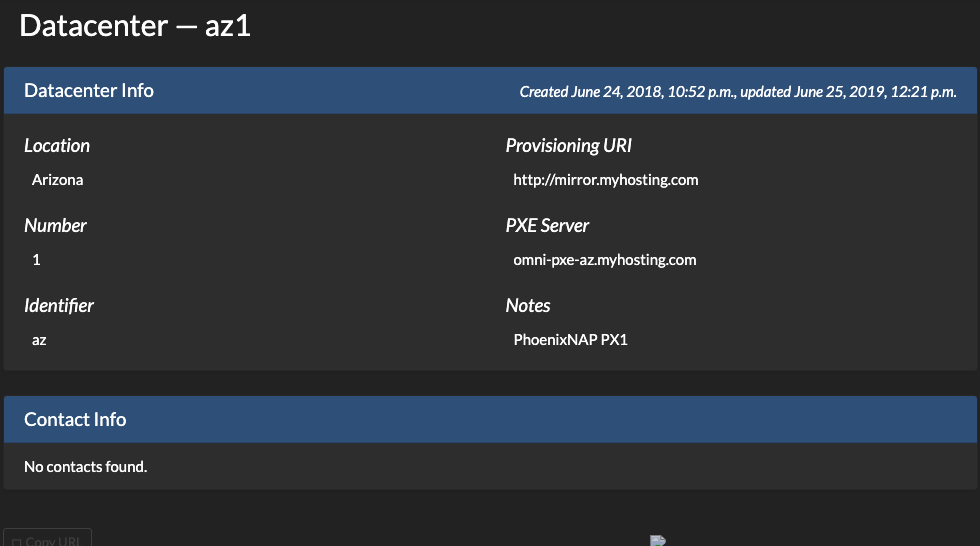 Datacenter — az1
Datacenter Info
Created June 24, 2018, 10:52 p.m., updated June 25, 2019, 12:21 p.m.
Location
Arizona
Provisioning URI
http://mirror.myhosting.com
Number
1
PXE Server
omni-pxe-az.myhosting.com
Identifier
az
Notes
PhoenixNAP PX1
Contact Info
No contacts found.
Copy URL